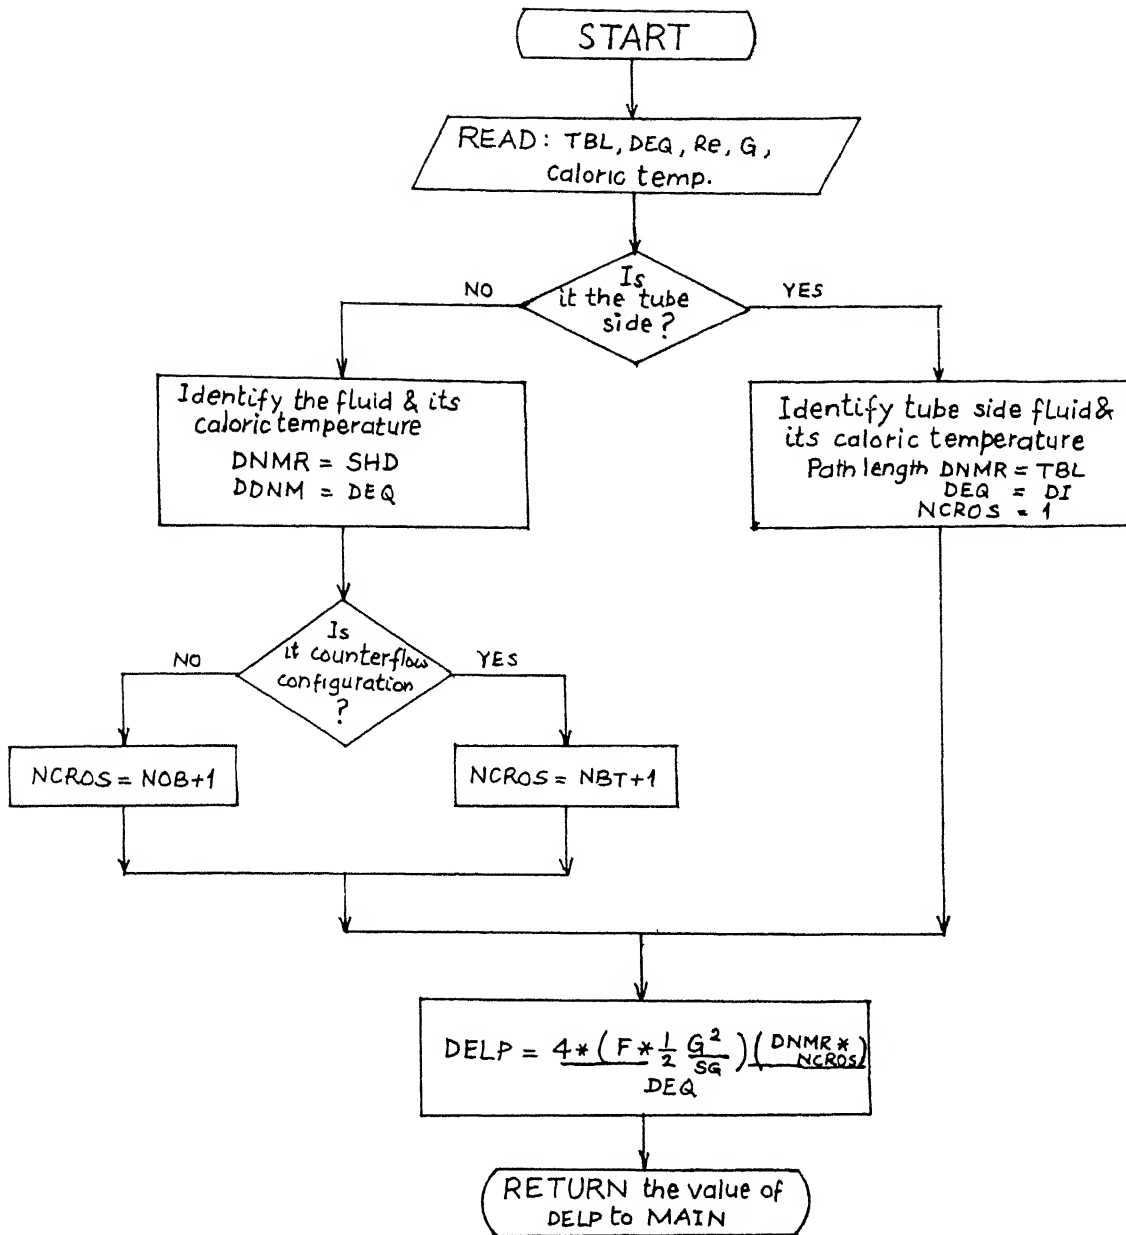 START
READ: TBL, DEQ, Re, G,
Caloric temp.
Is
it the tube
side?
NO
YES
Identify the fluid & its
caloric temperature
DNMR = SHD
DDNM = DEQ
Identify tube side fluid &
its caloric temperature
Path length DNMR = TBL
DEQ = DI
NCROS = 1
Is
it counterflow
configuration
?
NO
YES
NCROS = NOB+1
NCROS = NBT+1
DELP = 4 * (F * 1/2 G²/SG) (DNMR *
NCROS)
DEQ
RETURN the value of
DELP to MAIN